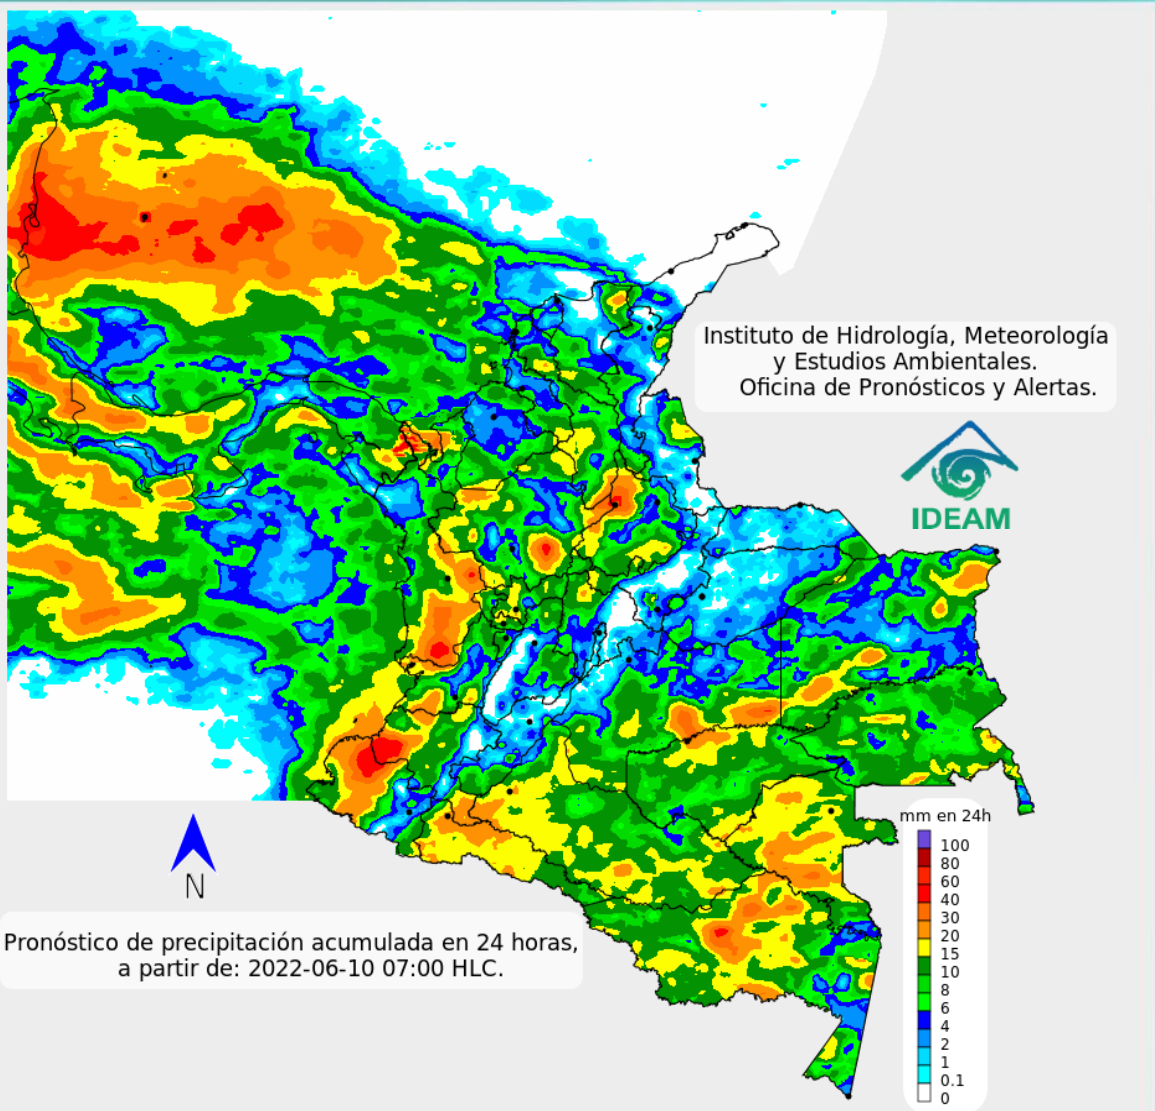 Instituto de Hidrología, Meteorología
y Estudios Ambientales.
Oficina de Pronósticos y Alertas.
IDEAM
mm en 24h
100
80
60
40
30
20
15
10
8
6
4
2
1
0.1
0
N
Pronóstico de precipitación acumulada en 24 horas,
a partir de: 2022-06-10 07:00 HLC.